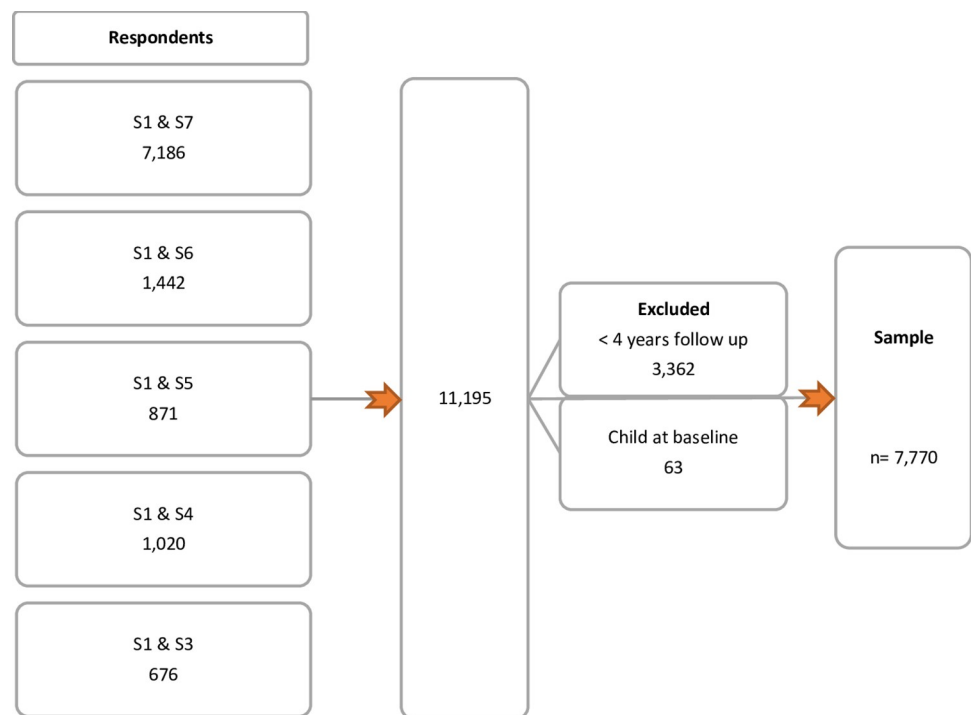 Respondents
S1 & S7
7,186
S1 & S6
1,442
S1 & S5
871
S1 & S4
1,020
S1 & S3
676
11,195
Excluded
< 4 years follow up
3,362
Child at baseline
63
Sample
n= 7,770